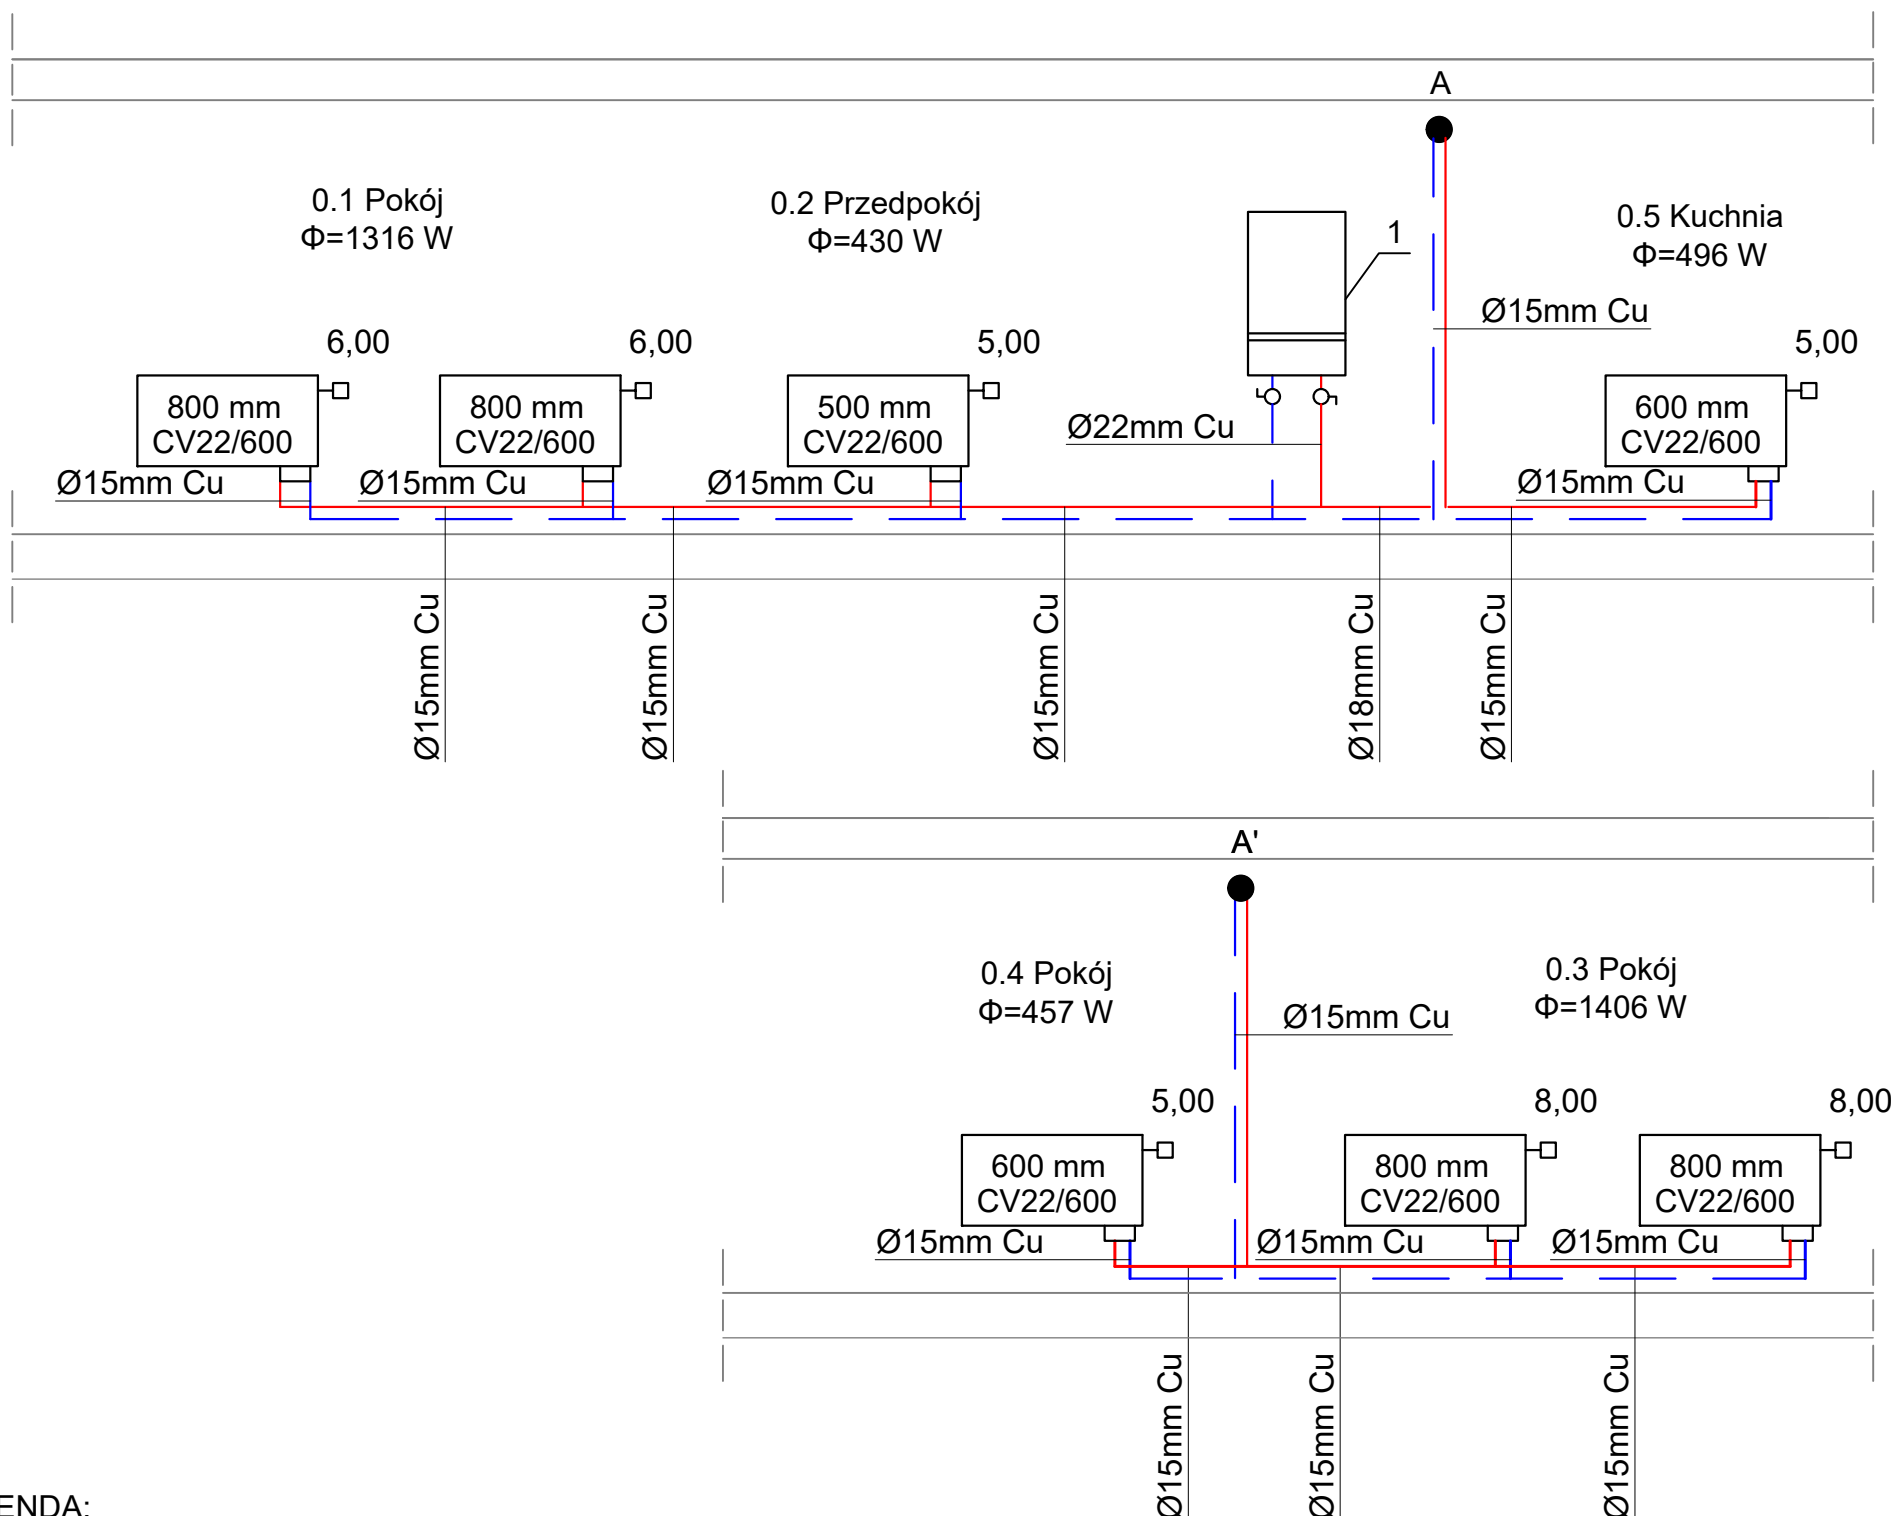 A
0.1 Pokój
Φ=1316 W
0.2 Przedpokój
Φ=430 W
1
0.5 Kuchnia
Φ=496 W
Ø15mm Cu
6,00
6,00
5,00
5,00
800 mm
CV22/600
800 mm
CV22/600
500 mm
CV22/600
Ø22mm Cu
600 mm
CV22/600
Ø15mm Cu
Ø15mm Cu
Ø15mm Cu
Ø15mm Cu
Ø15mm Cu
Ø15mm Cu
Ø15mm Cu
Ø18mm Cu
Ø15mm Cu
A'
0.4 Pokój
Φ=457 W
0.3 Pokój
Φ=1406 W
Ø15mm Cu
5,00
8,00
8,00
600 mm
CV22/600
800 mm
CV22/600
800 mm
CV22/600
Ø15mm Cu
Ø15mm Cu
Ø15mm Cu
Ø15mm Cu
Ø15mm Cu
Ø15mm Cu
ENDA: